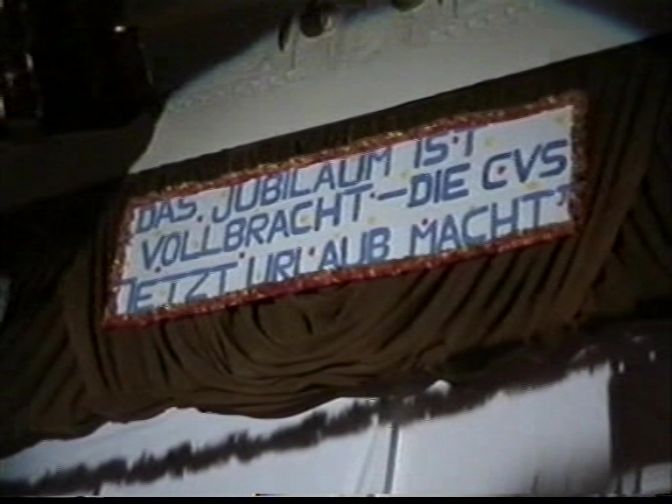 DAS JUBILÄUM IST
VOLLBRACHT-DIE CVS
JETZT URLAUB MACHT"